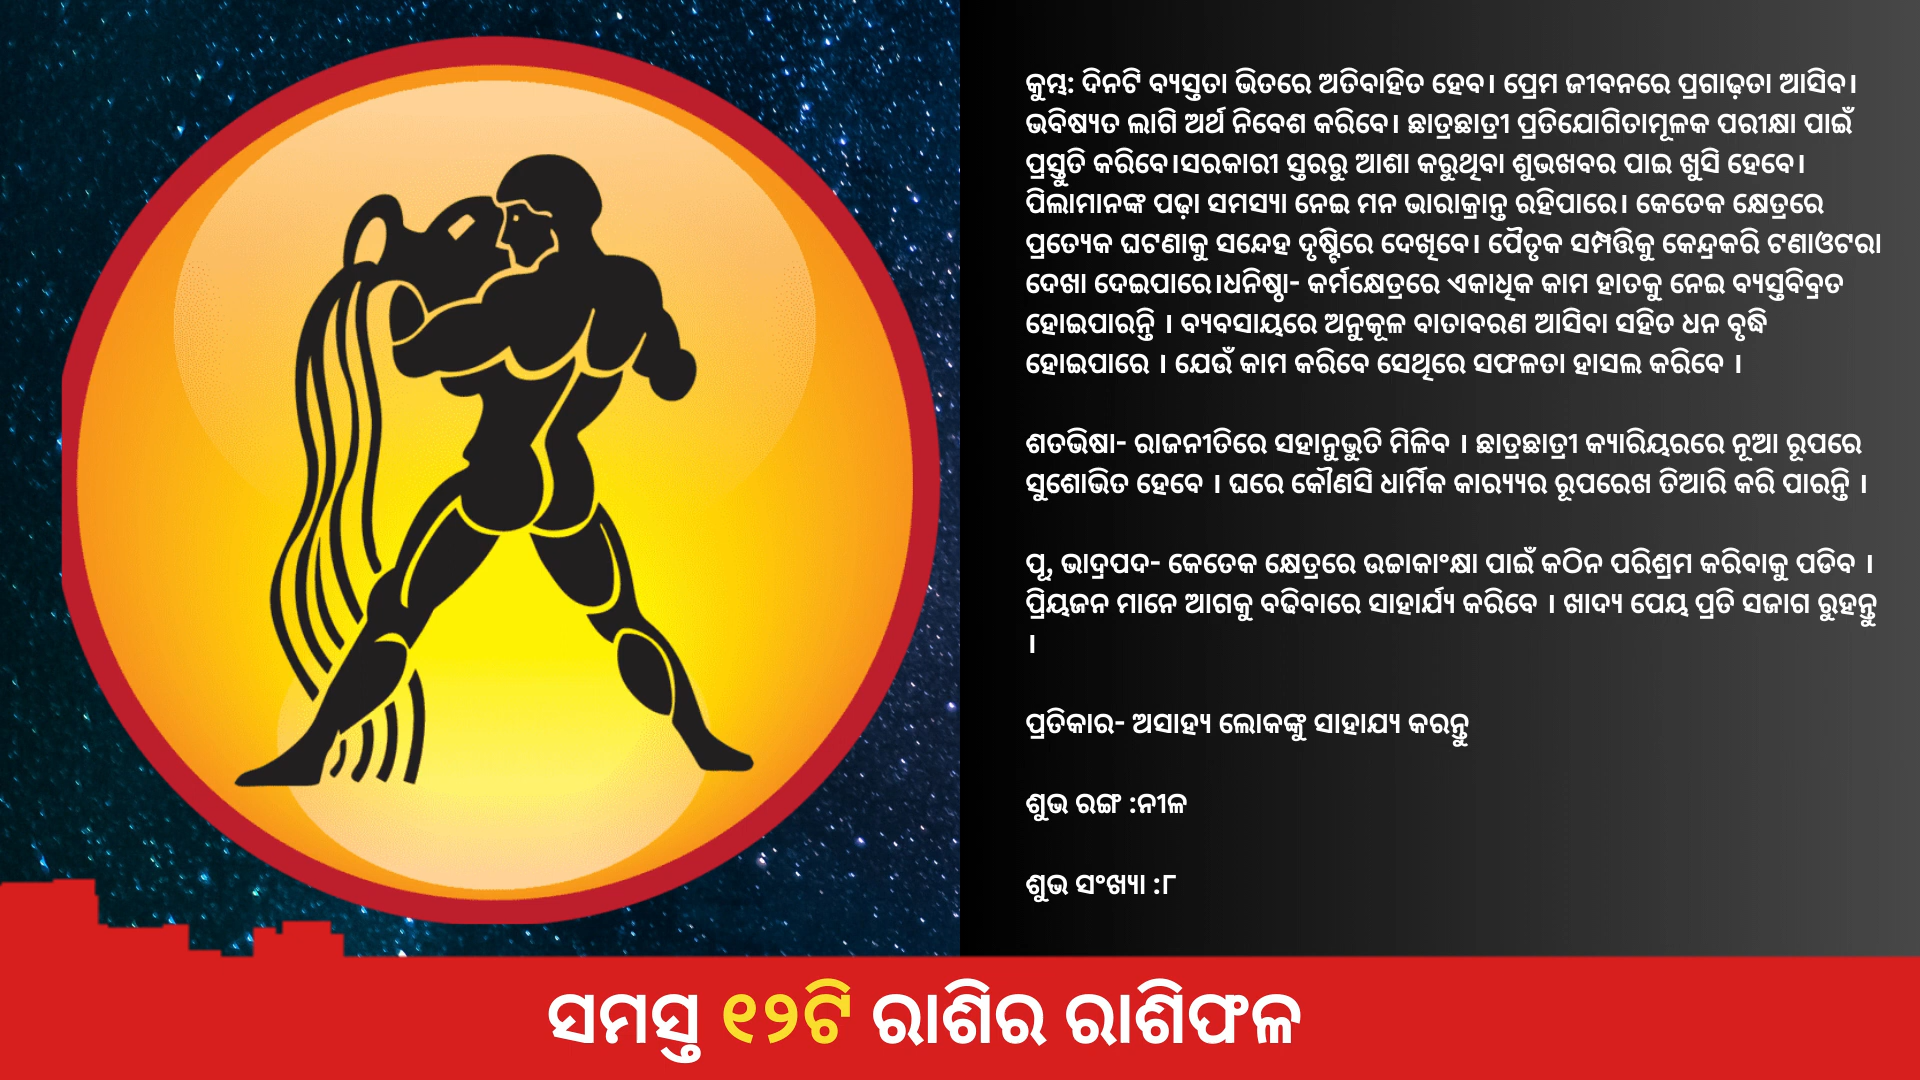 କୁମ୍ଭ: ଦିନଟି ବ୍ୟସ୍ତତା ଭିତରେ ଅତିବାହିତ ହେବ। ପ୍ରେମ ଜୀବନରେ ପ୍ରଗାଢ଼ତା ଆସିବ।
ଭବିଷ୍ୟତ ଲାଗି ଅର୍ଥ ନିବେଶ କରିବେ। ଛାତ୍ରଛାତ୍ରୀ ପ୍ରତିଯୋଗିତାମୂଳକ ପରୀକ୍ଷା ପାଇଁ
ପ୍ରସ୍ତୁତି କରିବେ।ସରକାରୀ ସ୍ତରରୁ ଆଶା କରୁଥିବା ଶୁଭଖବର ପାଇ ଖୁସି ହେବେ।
ପିଲାମାନଙ୍କ ପଢ଼ା ସମସ୍ୟା ନେଇ ମନ ଭାରାକ୍ରାନ୍ତ ରହିପାରେ। କେତେକ କ୍ଷେତ୍ରରେ
ପ୍ରତ୍ୟେକ ଘଟଣାକୁ ସନ୍ଦେହ ଦୃଷ୍ଟିରେ ଦେଖିବେ। ପୈତୃକ ସମ୍ପତ୍ତିକୁ କେନ୍ଦ୍ରକରି ଟଣାଓଟରା
ଦେଖା ଦେଇପାରେ।ଧନିଷ୍ଠା- କର୍ମକ୍ଷେତ୍ରରେ ଏକାଧିକ କାମ ହାତକୁ ନେଇ ବ୍ୟସ୍ତବିବ୍ରତ
ହୋଇପାରନ୍ତି । ବ୍ୟବସାୟରେ ଅନୁକୂଳ ବାତାବରଣ ଆସିବା ସହିତ ଧନ ବୃଦ୍ଧି
ହୋଇପାରେ । ଯେଉଁ କାମ କରିବେ ସେଥିରେ ସଫଳତା ହାସଲ କରିବେ ।
ଶତଭିଷା- ରାଜନୀତିରେ ସହାନୁଭୁତି ମିଳିବ । ଛାତ୍ରଛାତ୍ରୀ କ୍ୟାରିୟରରେ ନୂଆ ରୂପରେ
ସୁଶୋଭିତ ହେବେ । ଘରେ କୌଣସି ଧାର୍ମିକ କାର୍ଯ୍ୟର ରୂପରେଖ ତିଆରି କରି ପାରନ୍ତି ।
ପୂ, ଭାଦ୍ରପଦ- କେତେକ କ୍ଷେତ୍ରରେ ଉଚ୍ଚାକାଂକ୍ଷା ପାଇଁ କଠିନ ପରିଶ୍ରମ କରିବାକୁ ପଡିବ ।
ପ୍ରିୟଜନ ମାନେ ଆଗକୁ ବଢିବାରେ ସାହାର୍ଯ୍ୟ କରିବେ । ଖାଦ୍ୟ ପେୟ ପ୍ରତି ସଜାଗ ରୁହନ୍ତୁ
।
ପ୍ରତିକାର- ଅସାହ୍ୟ ଲୋକଙ୍କୁ ସାହାଯ୍ୟ କରନ୍ତୁ
ଶୁଭ ରଙ୍ଗ :ନୀଳ
ଶୁଭ ସଂଖ୍ୟା :୮
ସମସ୍ତ ୧୨ଟି ରାଶିର ରାଶିଫଳ